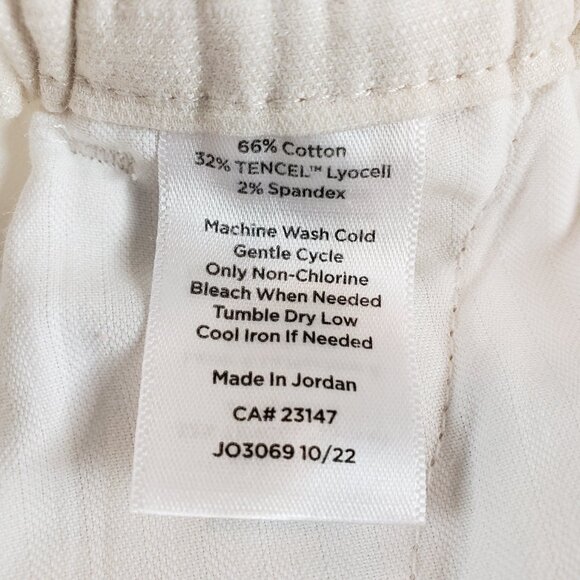 66% Cotton
32% TENCEL™ Lyocell
2% Spandex
Machine Wash Cold
Gentle Cycle
Only Non-Chlorine
Bleach When Needed
Tumble Dry Low
Cool Iron If Needed
Made In Jordan
CA# 23147
JO3069 10/22